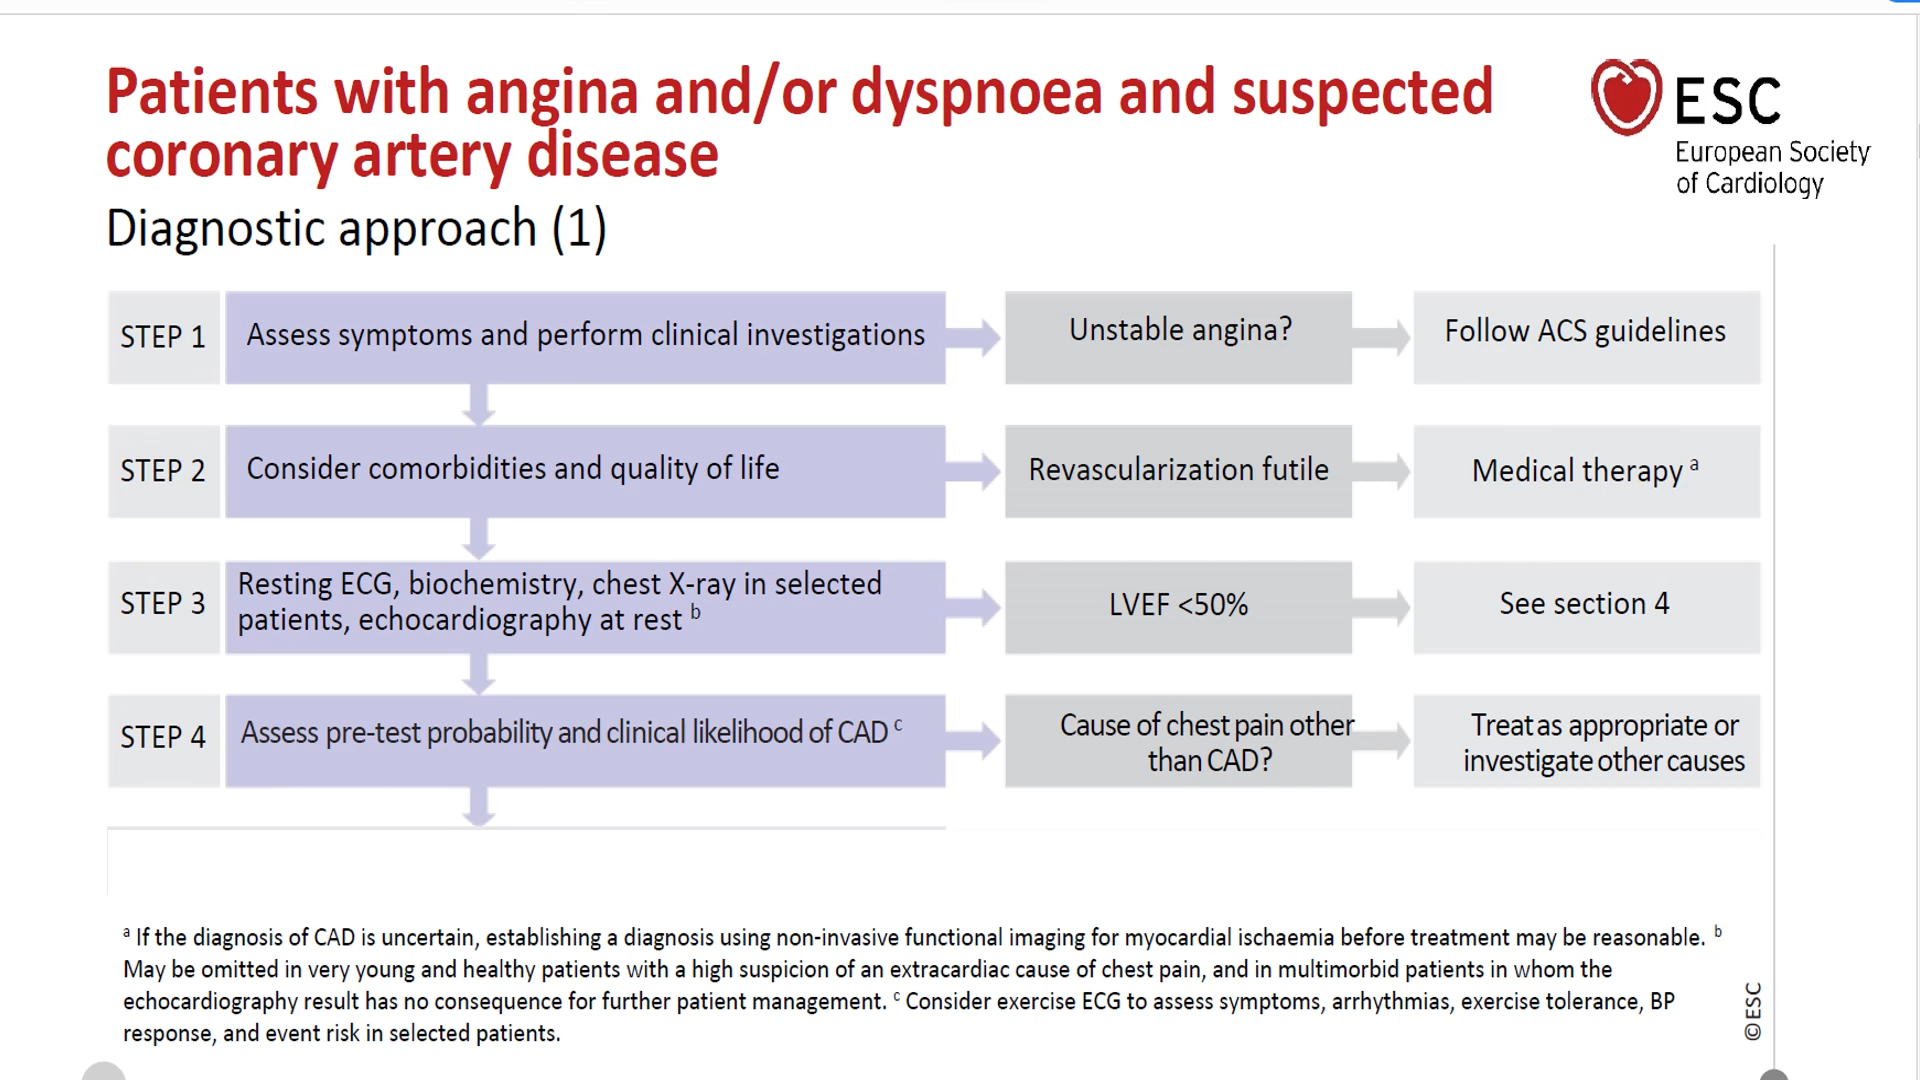 Patients with angina and/or dyspnoea and suspected
coronary artery disease
Diagnostic approach (1)
ESC
European Society
of Cardiology
STEP 1
Assess symptoms and perform clinical investigations
Unstable angina?
Follow ACS guidelines
STEP 2
Consider comorbidities and quality of life
Revascularization futile
Medical therapy a
STEP 3
Resting ECG, biochemistry, chest X-ray in selected
patients, echocardiography at rest b
LVEF <50%
See section 4
STEP 4
Assess pre-test probability and clinical likelihood of CAD c
Cause of chest pain other
than CAD?
Treat as appropriate or
investigate other causes
a If the diagnosis of CAD is uncertain, establishing a diagnosis using non-invasive functional imaging for myocardial ischaemia before treatment may be reasonable. b
May be omitted in very young and healthy patients with a high suspicion of an extracardiac cause of chest pain, and in multimorbid patients in whom the
echocardiography result has no consequence for further patient management. c Consider exercise ECG to assess symptoms, arrhythmias, exercise tolerance, BP
response, and event risk in selected patients.
©ESC